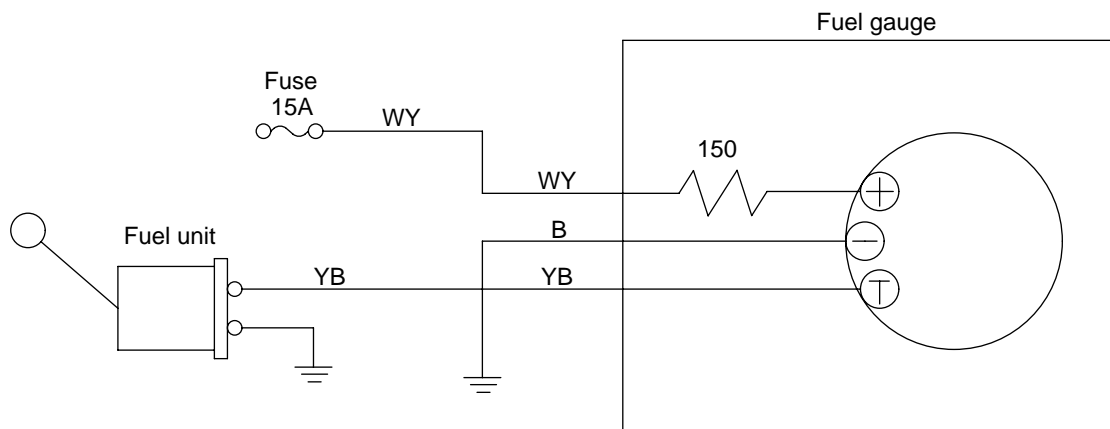 Fuel gauge
Fuse
15A
WY
150
WY
B
Fuel unit
YB
YB
T